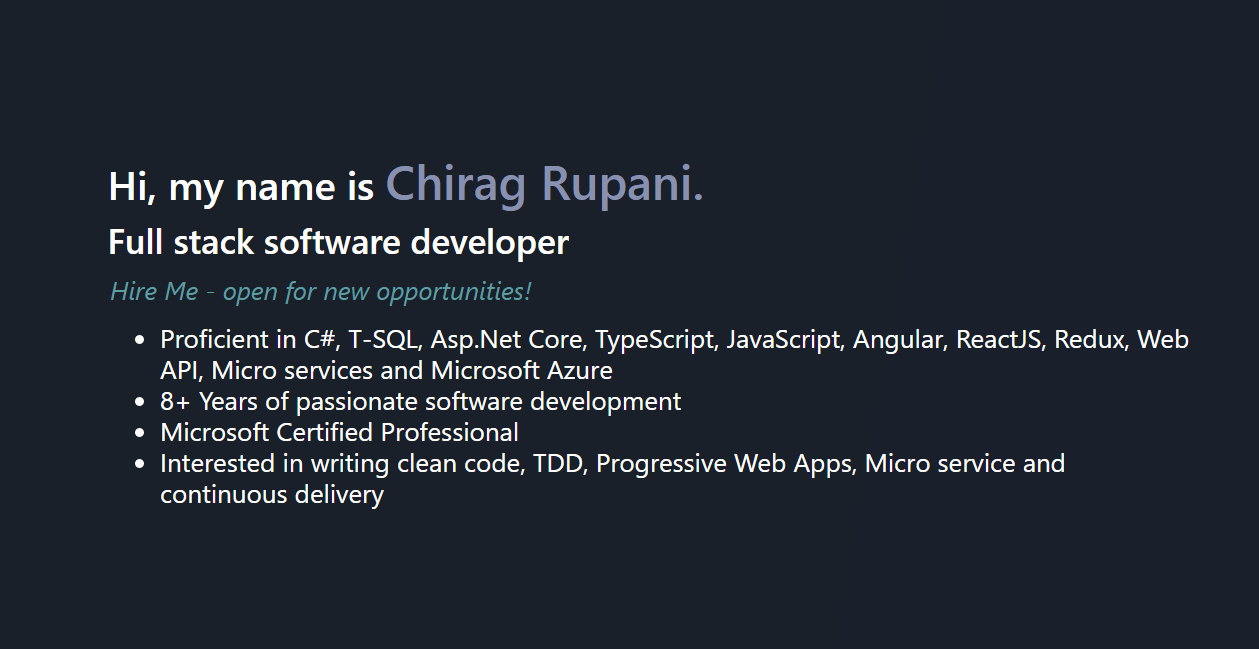 Hi, my name is Chirag Rupani.
Full stack software developer
Hire Me - open for new opportunities!
• Proficient in C#, T-SQL, Asp.Net Core, TypeScript, JavaScript, Angular, ReactJS, Redux, Web
API, Micro services and Microsoft Azure
• 8+ Years of passionate software development
• Microsoft Certified Professional
• Interested in writing clean code, TDD, Progressive Web Apps, Micro service and
continuous delivery